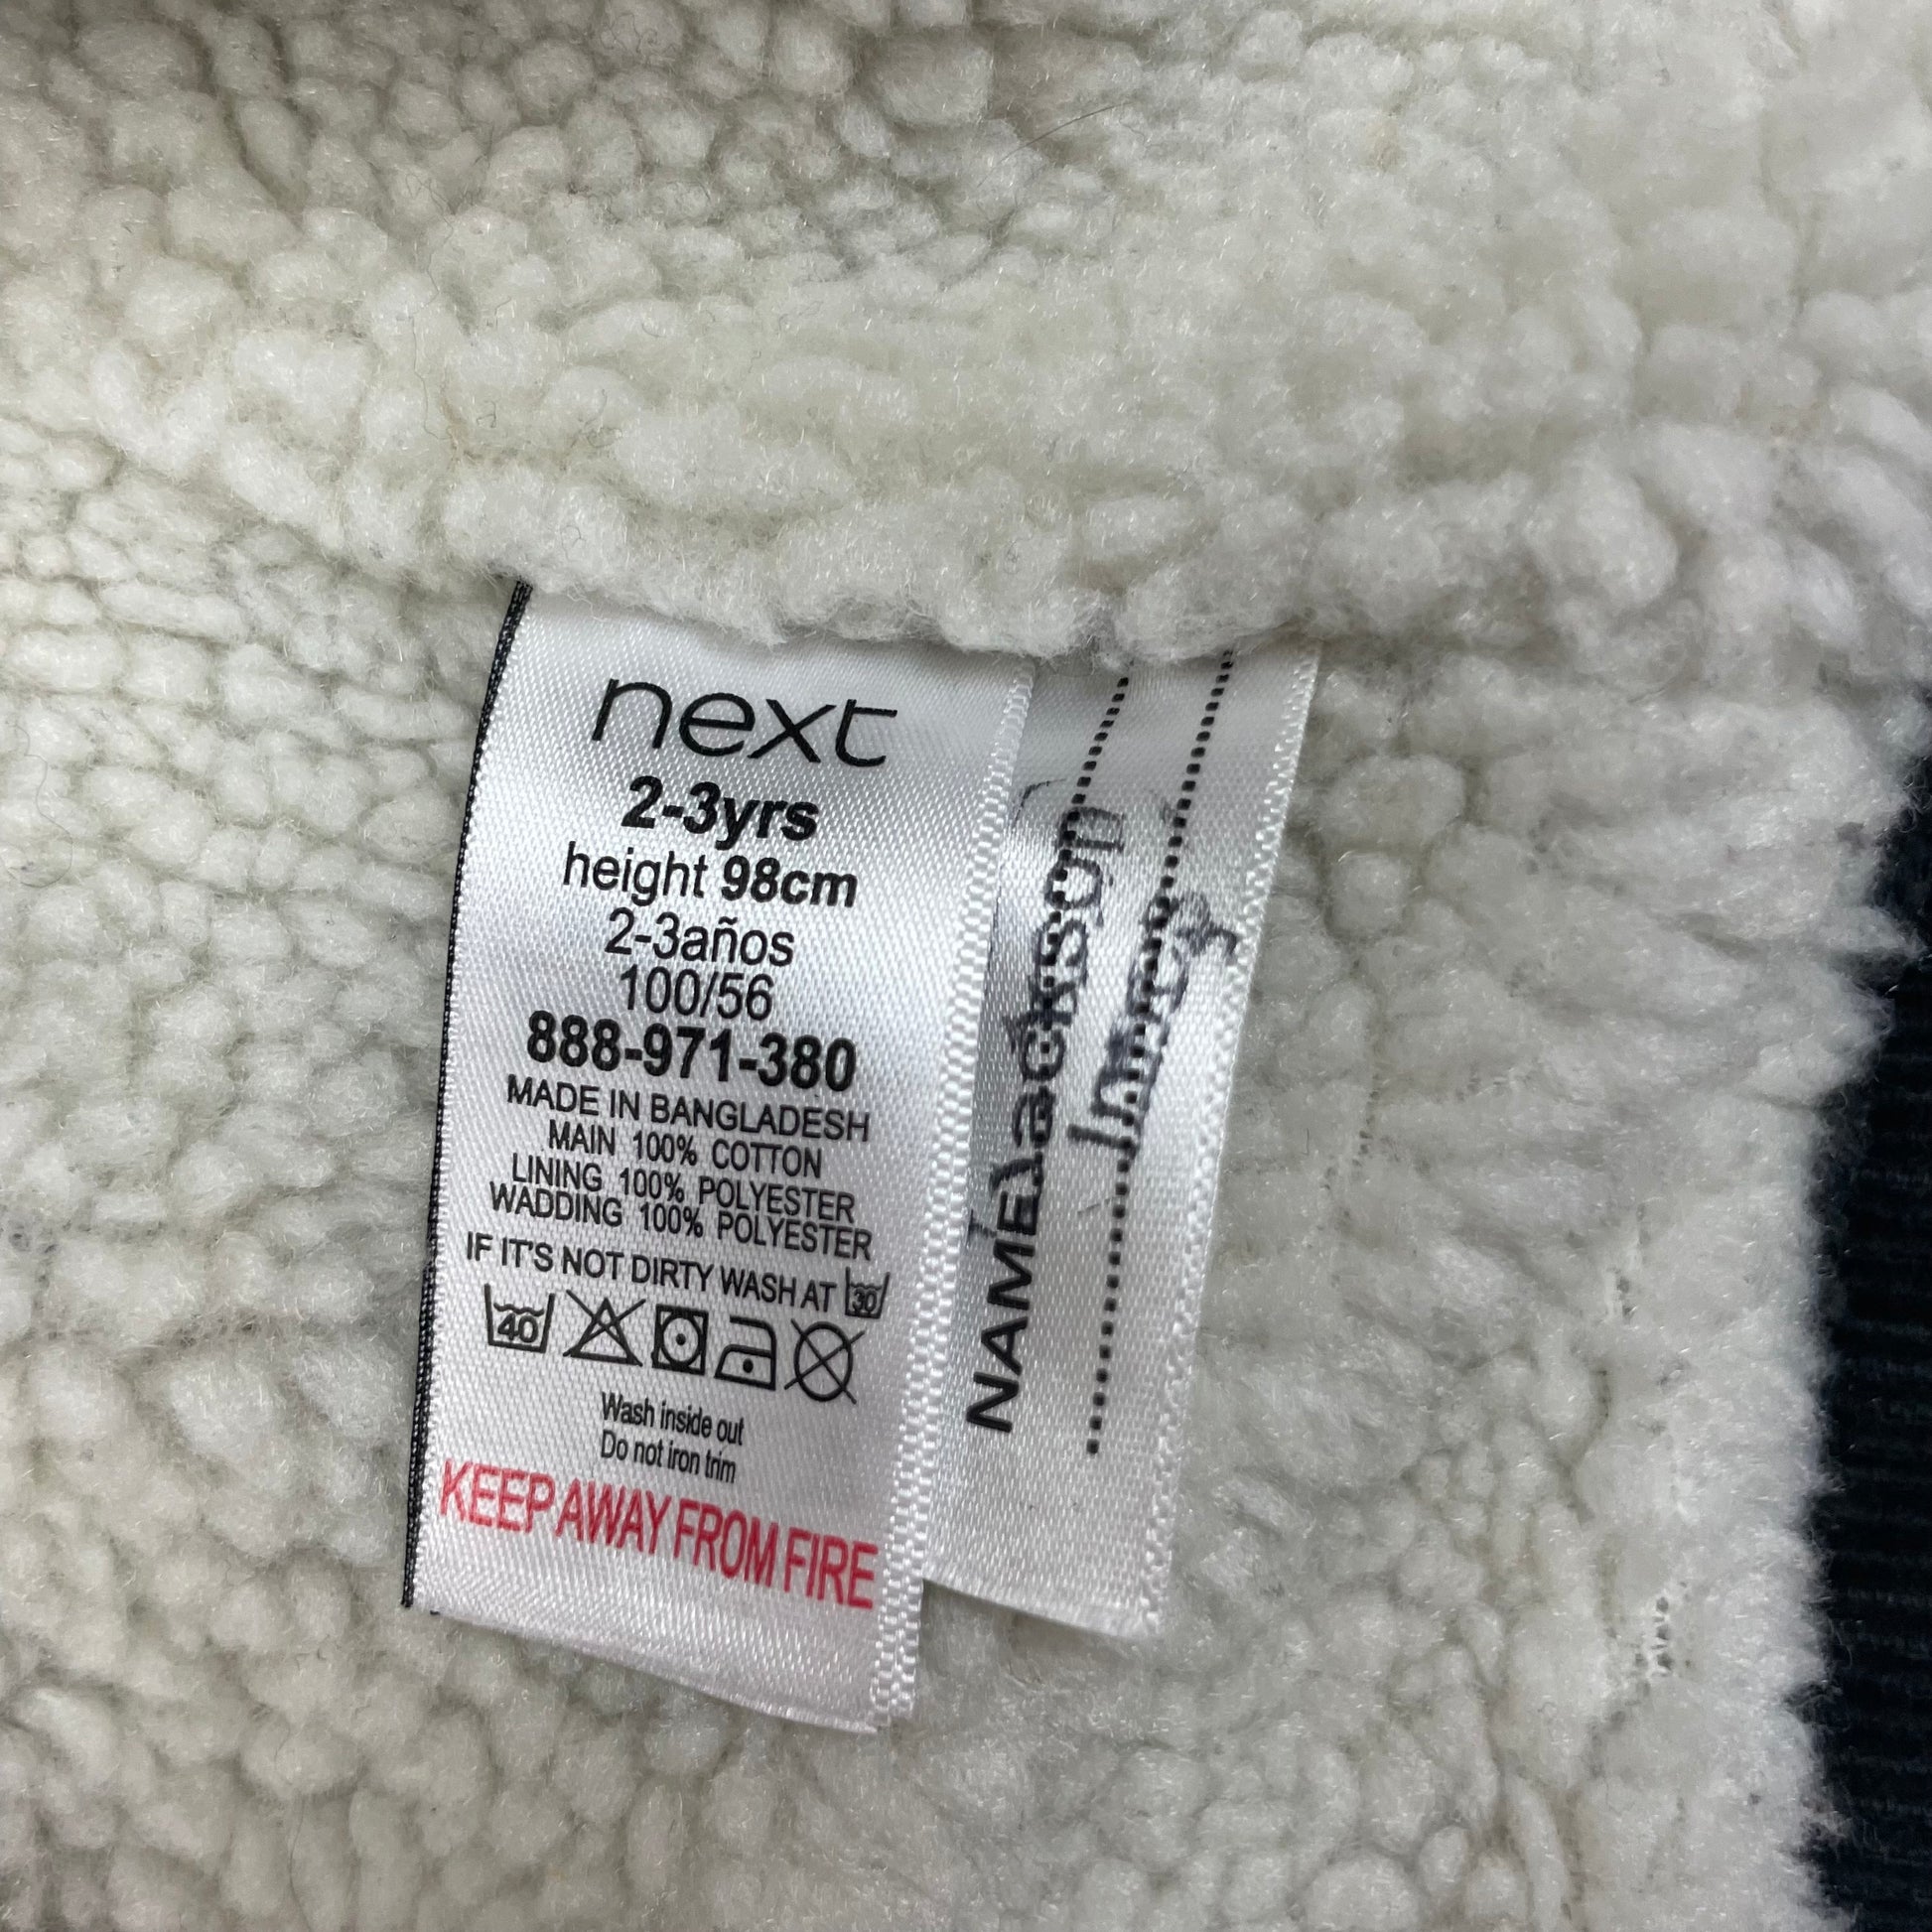 next
2-3yrs
height 98cm
2-3años
100/56
888-971-380
MADE IN BANGLADESH
MAIN 100% COTTON
LINING 100% POLYESTER
WADDING 100% POLYESTER
IF IT'S NOT DIRTY WASH AT 30
40
Wash inside out
Do not iron trim
KEEP AWAY FROM FIRE
NAME Jackson